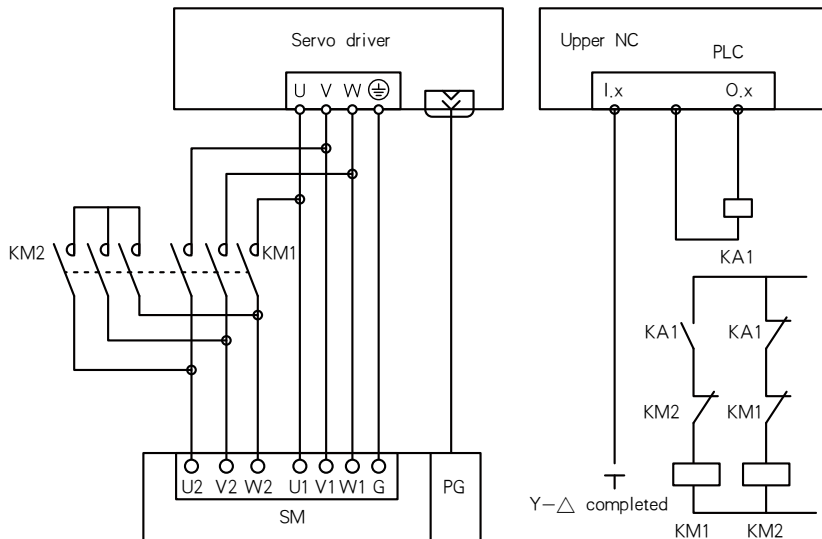 Servo driver
U V W
Upper NC
PLC
I.x O.x
KM2
KM1
KA1
KA1
KA1
KM2
KM1
U2 V2 W2 U1 V1 W1 G
PG
SM
Y-△ completed
KM1
KM2